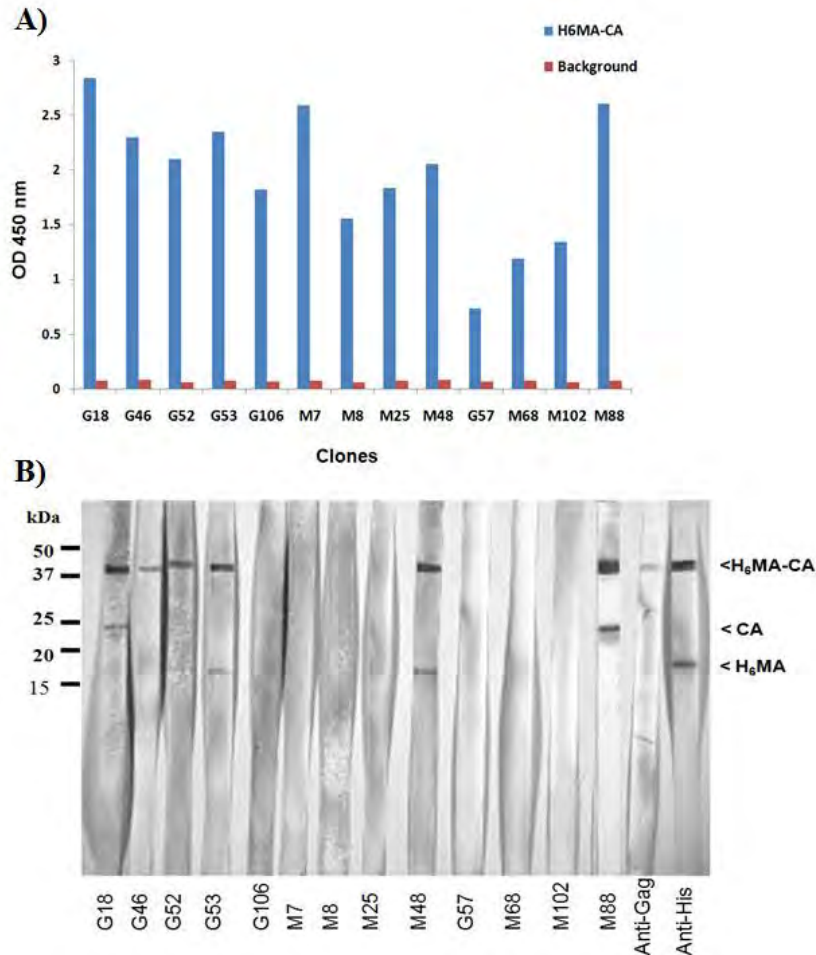 A)
H6MA-CA
Background
3
2.5
2
1.5
1
0.5
0
OD 450 nm
G18 G46 G52 G53 G106 M7 M8 M25 M48 G57 M68 M102 M88
Clones
B)
kDa
50
37
25
20
15
<H₆MA-CA
< CA
< H₆MA
G18 G46 G52 G53 G106 M7 M8 M25 M48 G57 M68 M102 M88 Anti-Gag Anti-His